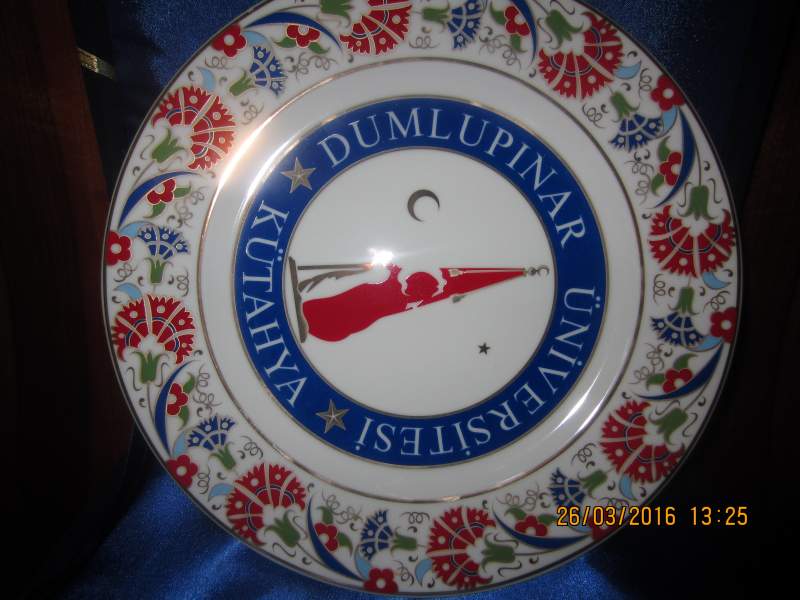 DUMLUPINAR ÜNİVERSİTESİ
KÜTAHYA
26/03/2016 13:25